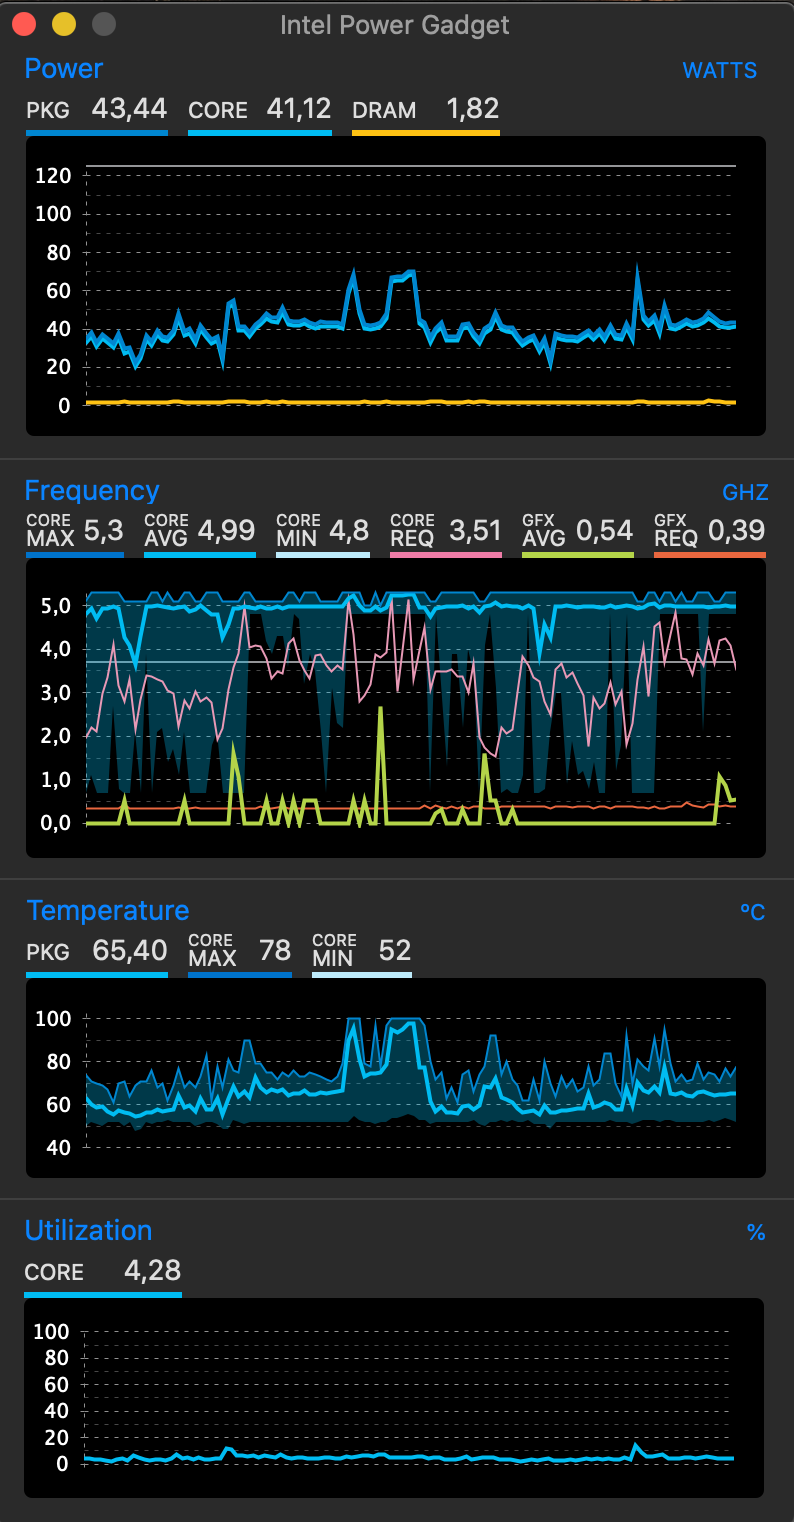 Intel Power Gadget
Power WATTS
PKG 43,44 CORE 41,12 DRAM 1,82
120
100
80
60
40
20
0
Frequency GHZ
CORE MAX 5,3 CORE AVG 4,99 CORE MIN 4,8 CORE REQ 3,51 GFX AVG 0,54 GFX REQ 0,39
5,0
4,0
3,0
2,0
1,0
0,0
Temperature ºC
PKG 65,40 CORE MAX 78 CORE MIN 52
100
80
60
40
Utilization %
CORE 4,28
100
80
60
40
20
0